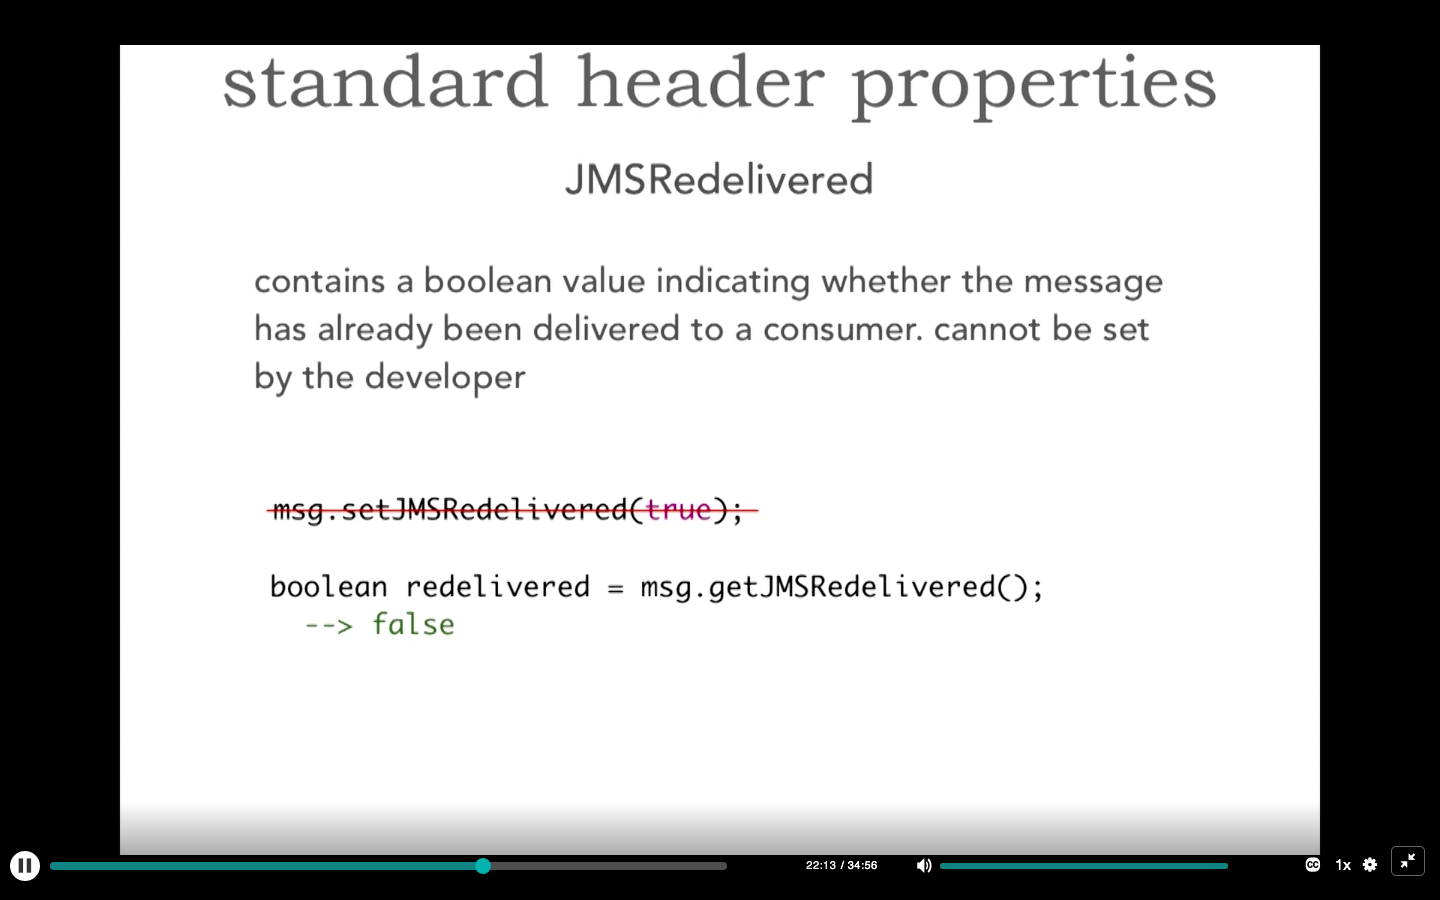 standard header properties
JMSRedelivered
contains a boolean value indicating whether the message
has already been delivered to a consumer. cannot be set
by the developer
msg.setJMSRedelivered(true);
boolean redelivered = msg.getJMSRedelivered();
--> false
22:13 / 34:56
CC
1x